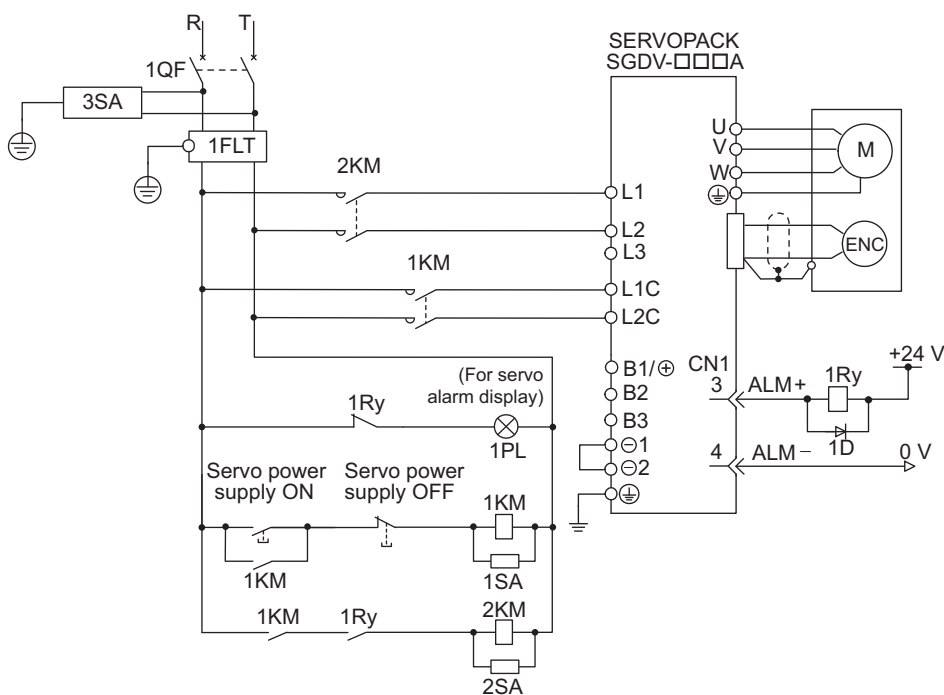 R T
1QF
3SA
1FLT
2KM
1KM
SERVOPACK
SGDV-□□□A
U
V
W
M
ENC
L1
L2
L3
L1C
L2C
B1/⊕
B2
B3
⊖1
⊖2
CN1
3 ALM+
1Ry
+24 V
1D
4 ALM−
0 V
(For servo
alarm display)
1Ry
1PL
Servo power
supply ON
Servo power
supply OFF
1KM
1KM
1SA
1KM
1Ry
2KM
2SA